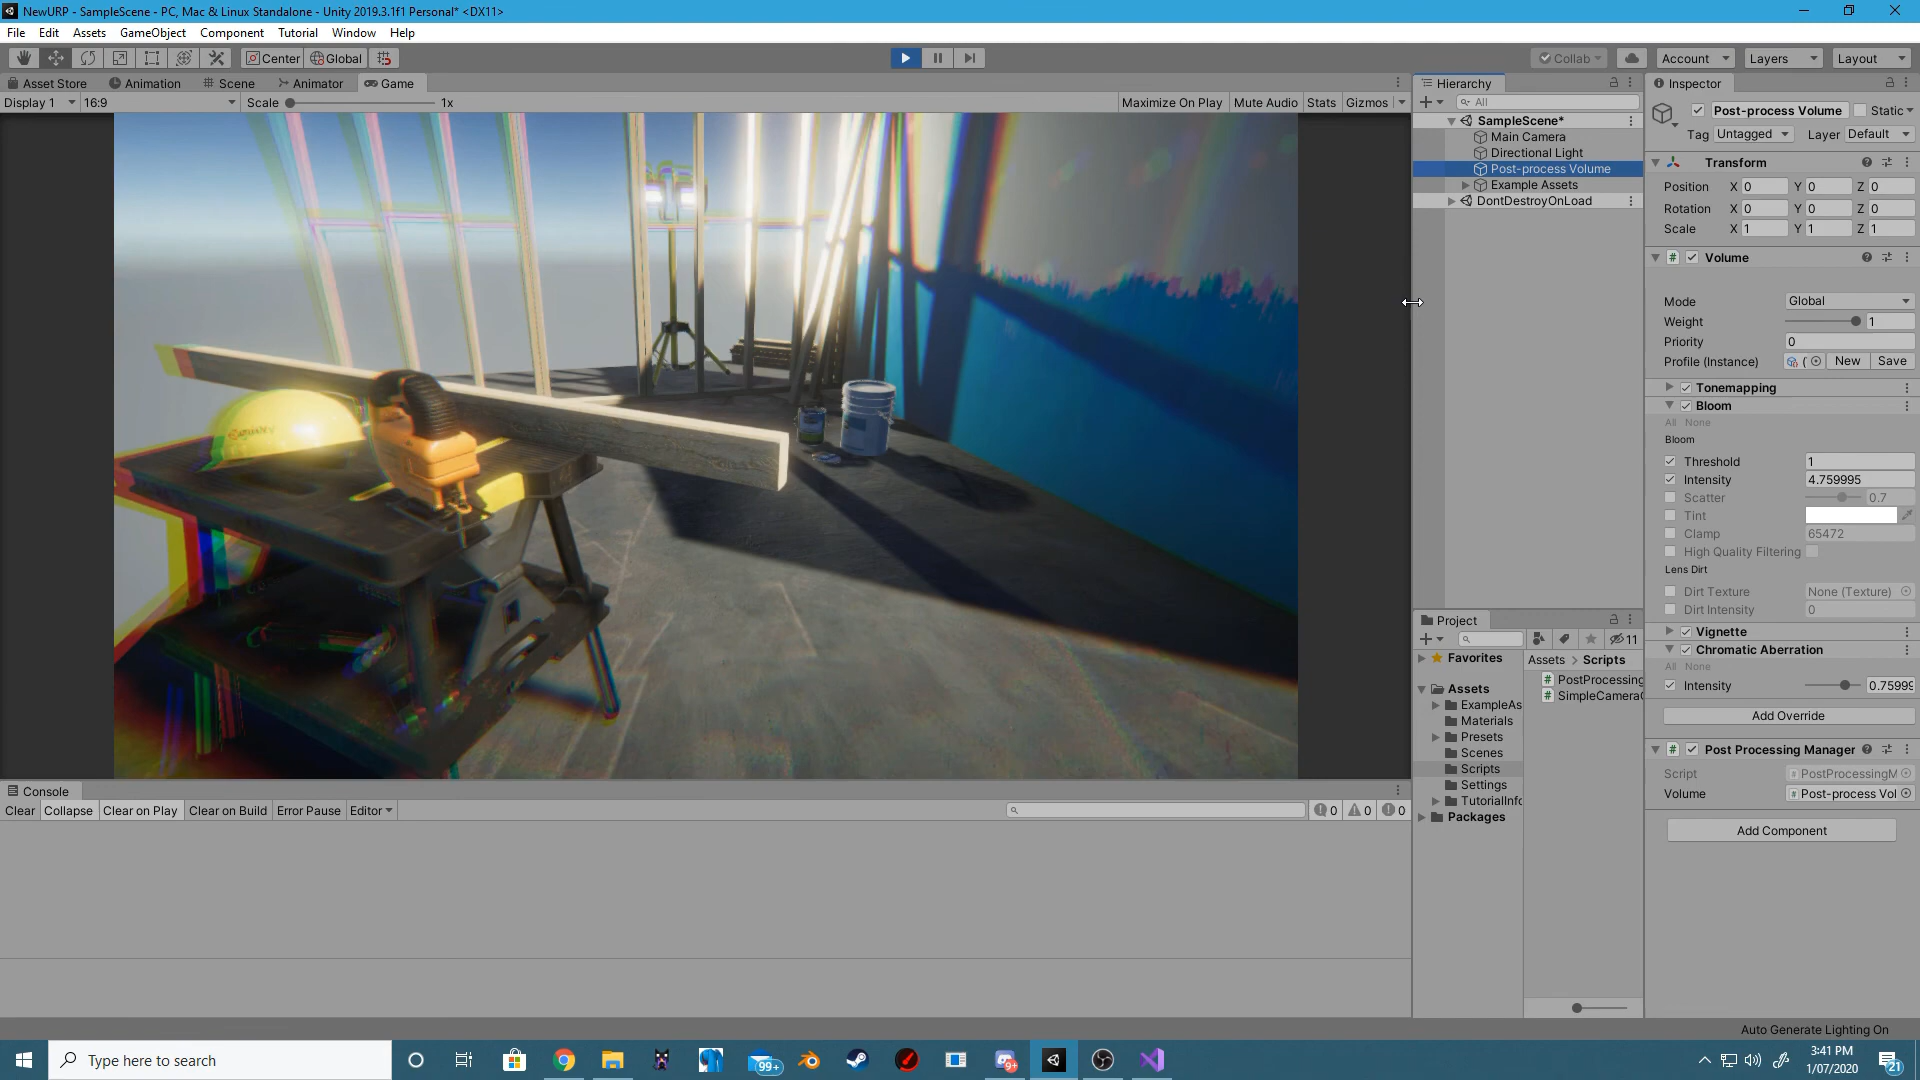 NewURP - SampleScene - PC, Mac & Linux Standalone - Unity 2019.3.1f1 Personal* <DX11>
File Edit Assets GameObject Component Tutorial Window Help
Center Global Collab Account Layers Layout
Asset Store Animation Scene Animator Game
Display 1 16:9 Scale 1x Maximize On Play Mute Audio Stats Gizmos
Hierarchy
All
SampleScene*
Main Camera
Directional Light
Post-process Volume
Example Assets
DontDestroyOnLoad
Inspector
Post-process Volume Static
Tag Untagged Layer Default
Transform
Position X 0 Y 0 Z 0
Rotation X 0 Y 0 Z 0
Scale X 1 Y 1 Z 1
# Volume
Mode Global
Weight 1
Priority 0
Profile (Instance) ( New Save
Tonemapping
Bloom
All None
Bloom
Threshold 1
Intensity 4.759995
Scatter 0.7
Tint
Clamp 65472
High Quality Filtering
Lens Dirt
Dirt Texture None (Texture)
Dirt Intensity 0
Vignette
Chromatic Aberration
All None
Intensity 0.75999
Add Override
# Post Processing Manager
Script # PostProcessingM
Volume # Post-process Vol
Add Component
Project
11
Favorites
Assets
ExampleAs
Materials
Presets
Scenes
Scripts
Settings
TutorialInfo
Packages
Assets > Scripts
# PostProcessing
# SimpleCameraC
Console
Clear Collapse Clear on Play Clear on Build Error Pause Editor 0 0 0
Auto Generate Lighting On
Type here to search
99+
9+
3:41 PM
1/07/2020
21